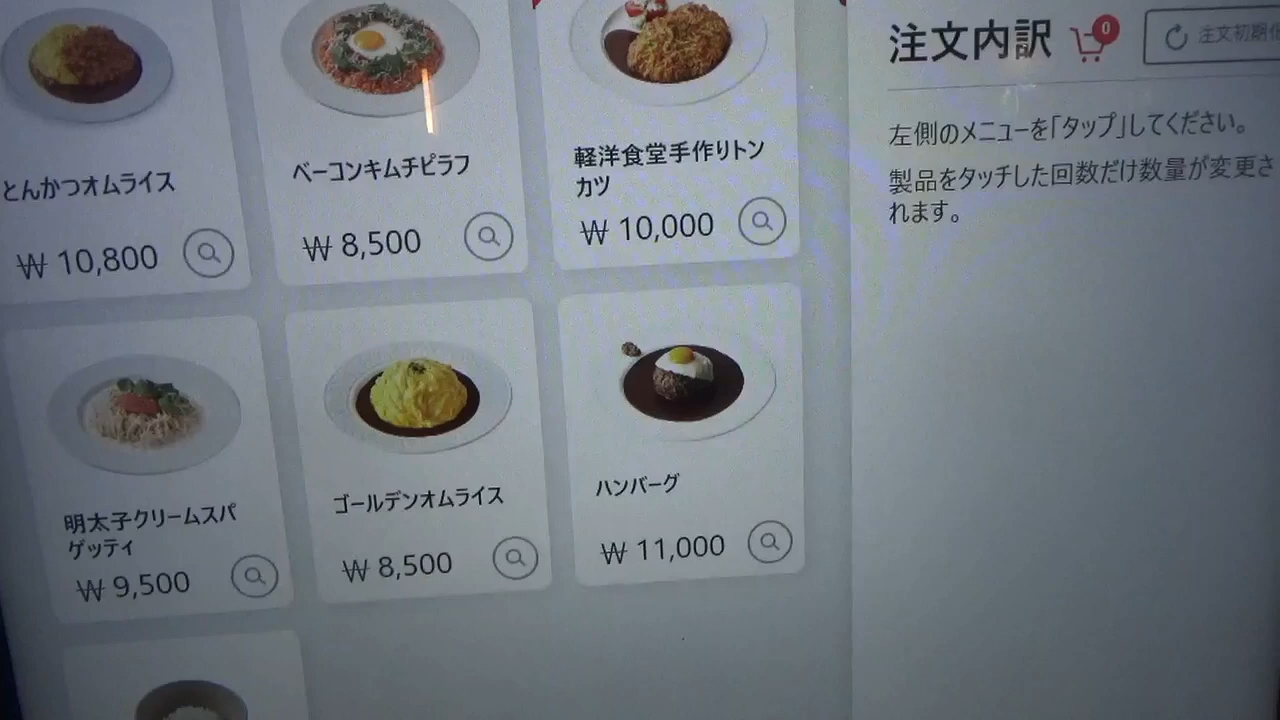 とんかつオムライス
₩ 10,800
ベーコンキムチピラフ
₩ 8,500
軽洋食堂手作りトン
カツ
₩ 10,000
明太子クリームスパ
ゲッティ
₩ 9,500
ゴールデンオムライス
₩ 8,500
ハンバーグ
₩ 11,000
注文内訳
0
注文初期化
左側のメニューを「タップ」してください。
製品をタッチした回数だけ数量が変更さ
れます。